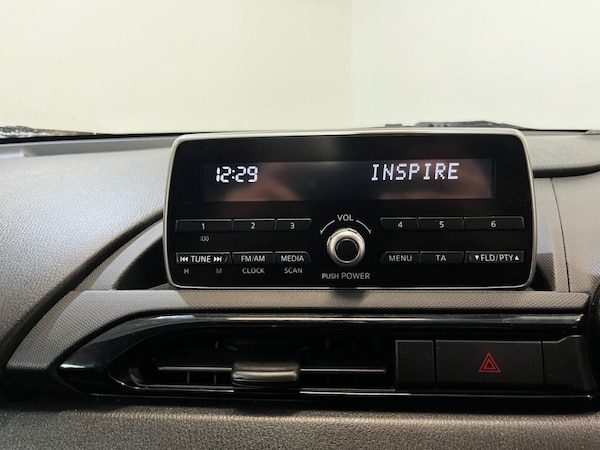 12:29 INSPIRE
VOL
1 2 3 4 5 6
:00
⏮ TUNE ⏭ FM/AM MEDIA MENU TA ▼FLD/PTY▲
H M CLOCK SCAN PUSH POWER